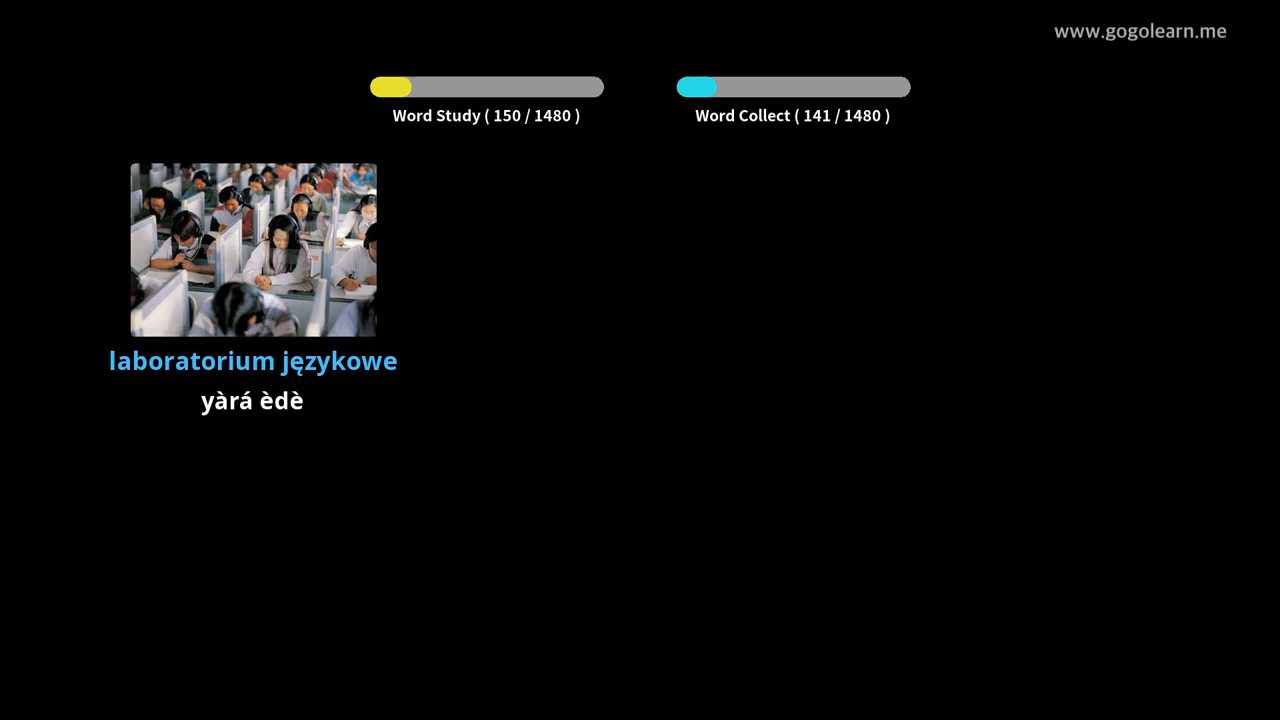 www.gogolearn.me
Word Study ( 150 / 1480 )
Word Collect ( 141 / 1480 )
laboratorium językowe
yàrá èdè